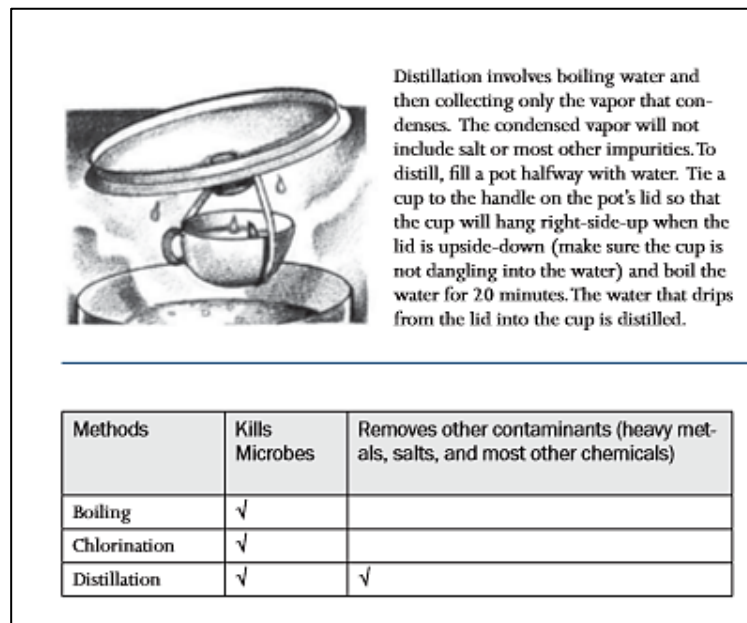 Distillation involves boiling water and
then collecting only the vapor that con-
denses. The condensed vapor will not
include salt or most other impurities. To
distill, fill a pot halfway with water. Tie a
cup to the handle on the pot's lid so that
the cup will hang right-side-up when the
lid is upside-down (make sure the cup is
not dangling into the water) and boil the
water for 20 minutes. The water that drips
from the lid into the cup is distilled.
Methods Kills Microbes Removes other contaminants (heavy met-
als, salts, and most other chemicals)
Boiling √
Chlorination √
Distillation √ √